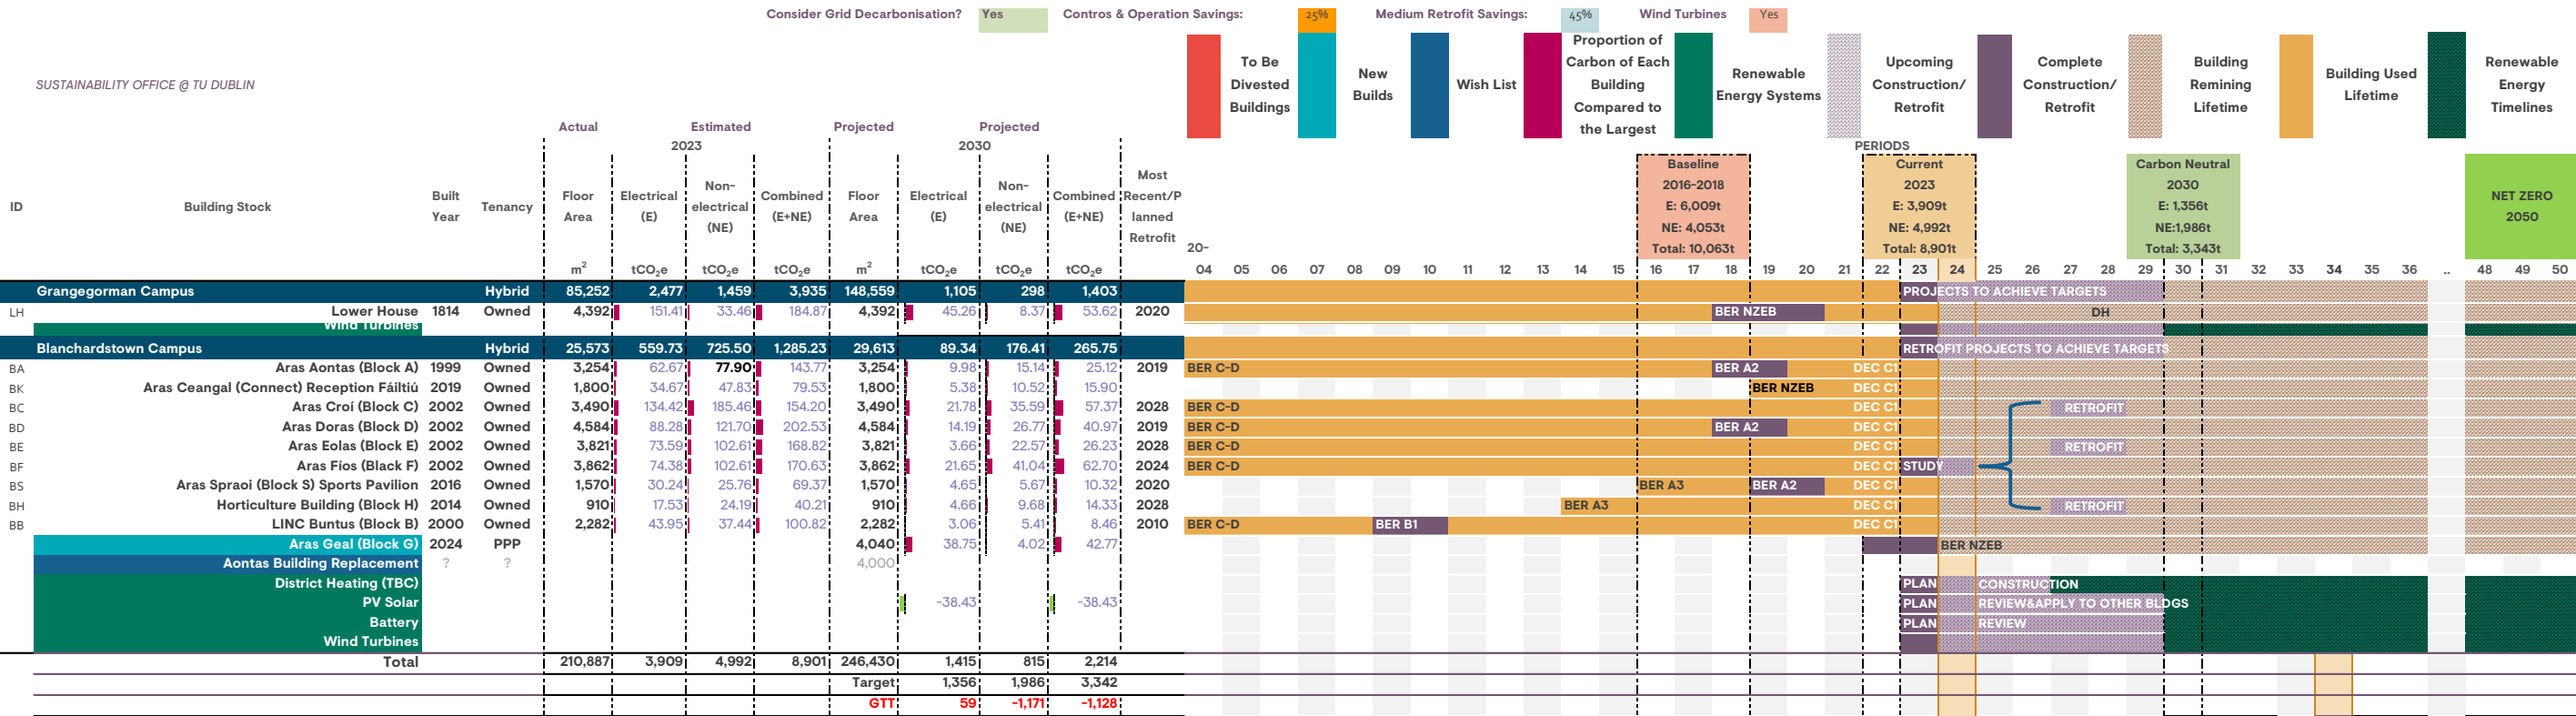 Consider Grid Decarbonisation? Yes Contros & Operation Savings: 25% Medium Retrofit Savings: 45% Wind Turbines Yes
SUSTAINABILITY OFFICE @ TU DUBLIN
To Be Divested Buildings
New Builds
Wish List
Proportion of Carbon of Each Building Compared to the Largest
Renewable Energy Systems
Upcoming Construction/ Retrofit
Complete Construction/ Retrofit
Building Remining Lifetime
Building Used Lifetime
Renewable Energy Timelines
Actual Estimated Projected Projected
2023 2030 PERIODS
ID Building Stock Built Year Tenancy Floor Area Electrical (E) Non-electrical (NE) Combined (E+NE) Floor Area Electrical (E) Non-electrical (NE) Combined (E+NE) Most Recent/P lanned Retrofit
Baseline
2016-2018
E: 6,009t
NE: 4,053t
Total: 10,063t
Current
2023
E: 3,909t
NE: 4,992t
Total: 8,901t
Carbon Neutral
2030
E: 1,356t
NE:1,986t
Total: 3,343t
NET ZERO
2050
20-
m² tCO₂e tCO₂e tCO₂e m² tCO₂e tCO₂e tCO₂e 04 05 06 07 08 09 10 11 12 13 14 15 16 17 18 19 20 21 22 23 24 25 26 27 28 29 30 31 32 33 34 35 36 .. 48 49 50
Grangegorman Campus Hybrid 85,252 2,477 1,459 3,935 148,559 1,105 298 1,403 PROJECTS TO ACHIEVE TARGETS
LH Lower House 1814 Owned 4,392 151.41 33.46 184.87 4,392 45.26 8.37 53.62 2020 BER NZEB DH
Wind Turbines
Blanchardstown Campus Hybrid 25,573 559.73 725.50 1,285.23 29,613 89.34 176.41 265.75 RETROFIT PROJECTS TO ACHIEVE TARGETS
BA Aras Aontas (Block A) 1999 Owned 3,254 62.67 77.90 143.77 3,254 9.98 15.14 25.12 2019 BER C-D BER A2 DEC C1
BK Aras Ceangal (Connect) Reception Fáiltiú 2019 Owned 1,800 34.67 47.83 79.53 1,800 5.38 10.52 15.90 BER NZEB DEC C1
BC Aras Croí (Block C) 2002 Owned 3,490 134.42 185.46 154.20 3,490 21.78 35.59 57.37 2028 BER C-D DEC C1 RETROFIT
BD Aras Doras (Block D) 2002 Owned 4,584 88.28 121.70 202.53 4,584 14.19 26.77 40.97 2019 BER C-D BER A2 DEC C1
BE Aras Eolas (Block E) 2002 Owned 3,821 73.59 102.61 168.82 3,821 3.66 22.57 26.23 2028 BER C-D DEC C1 RETROFIT
BF Aras Fíos (Black F) 2002 Owned 3,862 74.38 102.61 170.63 3,862 21.65 41.04 62.70 2024 BER C-D DEC C1 STUDY
BS Aras Spraoi (Block S) Sports Pavilion 2016 Owned 1,570 30.24 25.76 69.37 1,570 4.65 5.67 10.32 2020 BER A3 BER A2 DEC C1
BH Horticulture Building (Block H) 2014 Owned 910 17.53 24.19 40.21 910 4.66 9.68 14.33 2028 BER A3 DEC C1 RETROFIT
BB LINC Buntus (Block B) 2000 Owned 2,282 43.95 37.44 100.82 2,282 3.06 5.41 8.46 2010 BER C-D BER B1 DEC C1
Aras Geal (Block G) 2024 PPP 4,040 38.75 4.02 42.77 BER NZEB
Aontas Building Replacement ? ? 4,000
District Heating (TBC) PLAN CONSTRUCTION
PV Solar -38.43 -38.43 PLAN REVIEW&APPLY TO OTHER BLDGS
Battery PLAN REVIEW
Wind Turbines
Total 210,887 3,909 4,992 8,901 246,430 1,415 815 2,214
Target 1,356 1,986 3,342
GTT 59 -1,171 -1,128